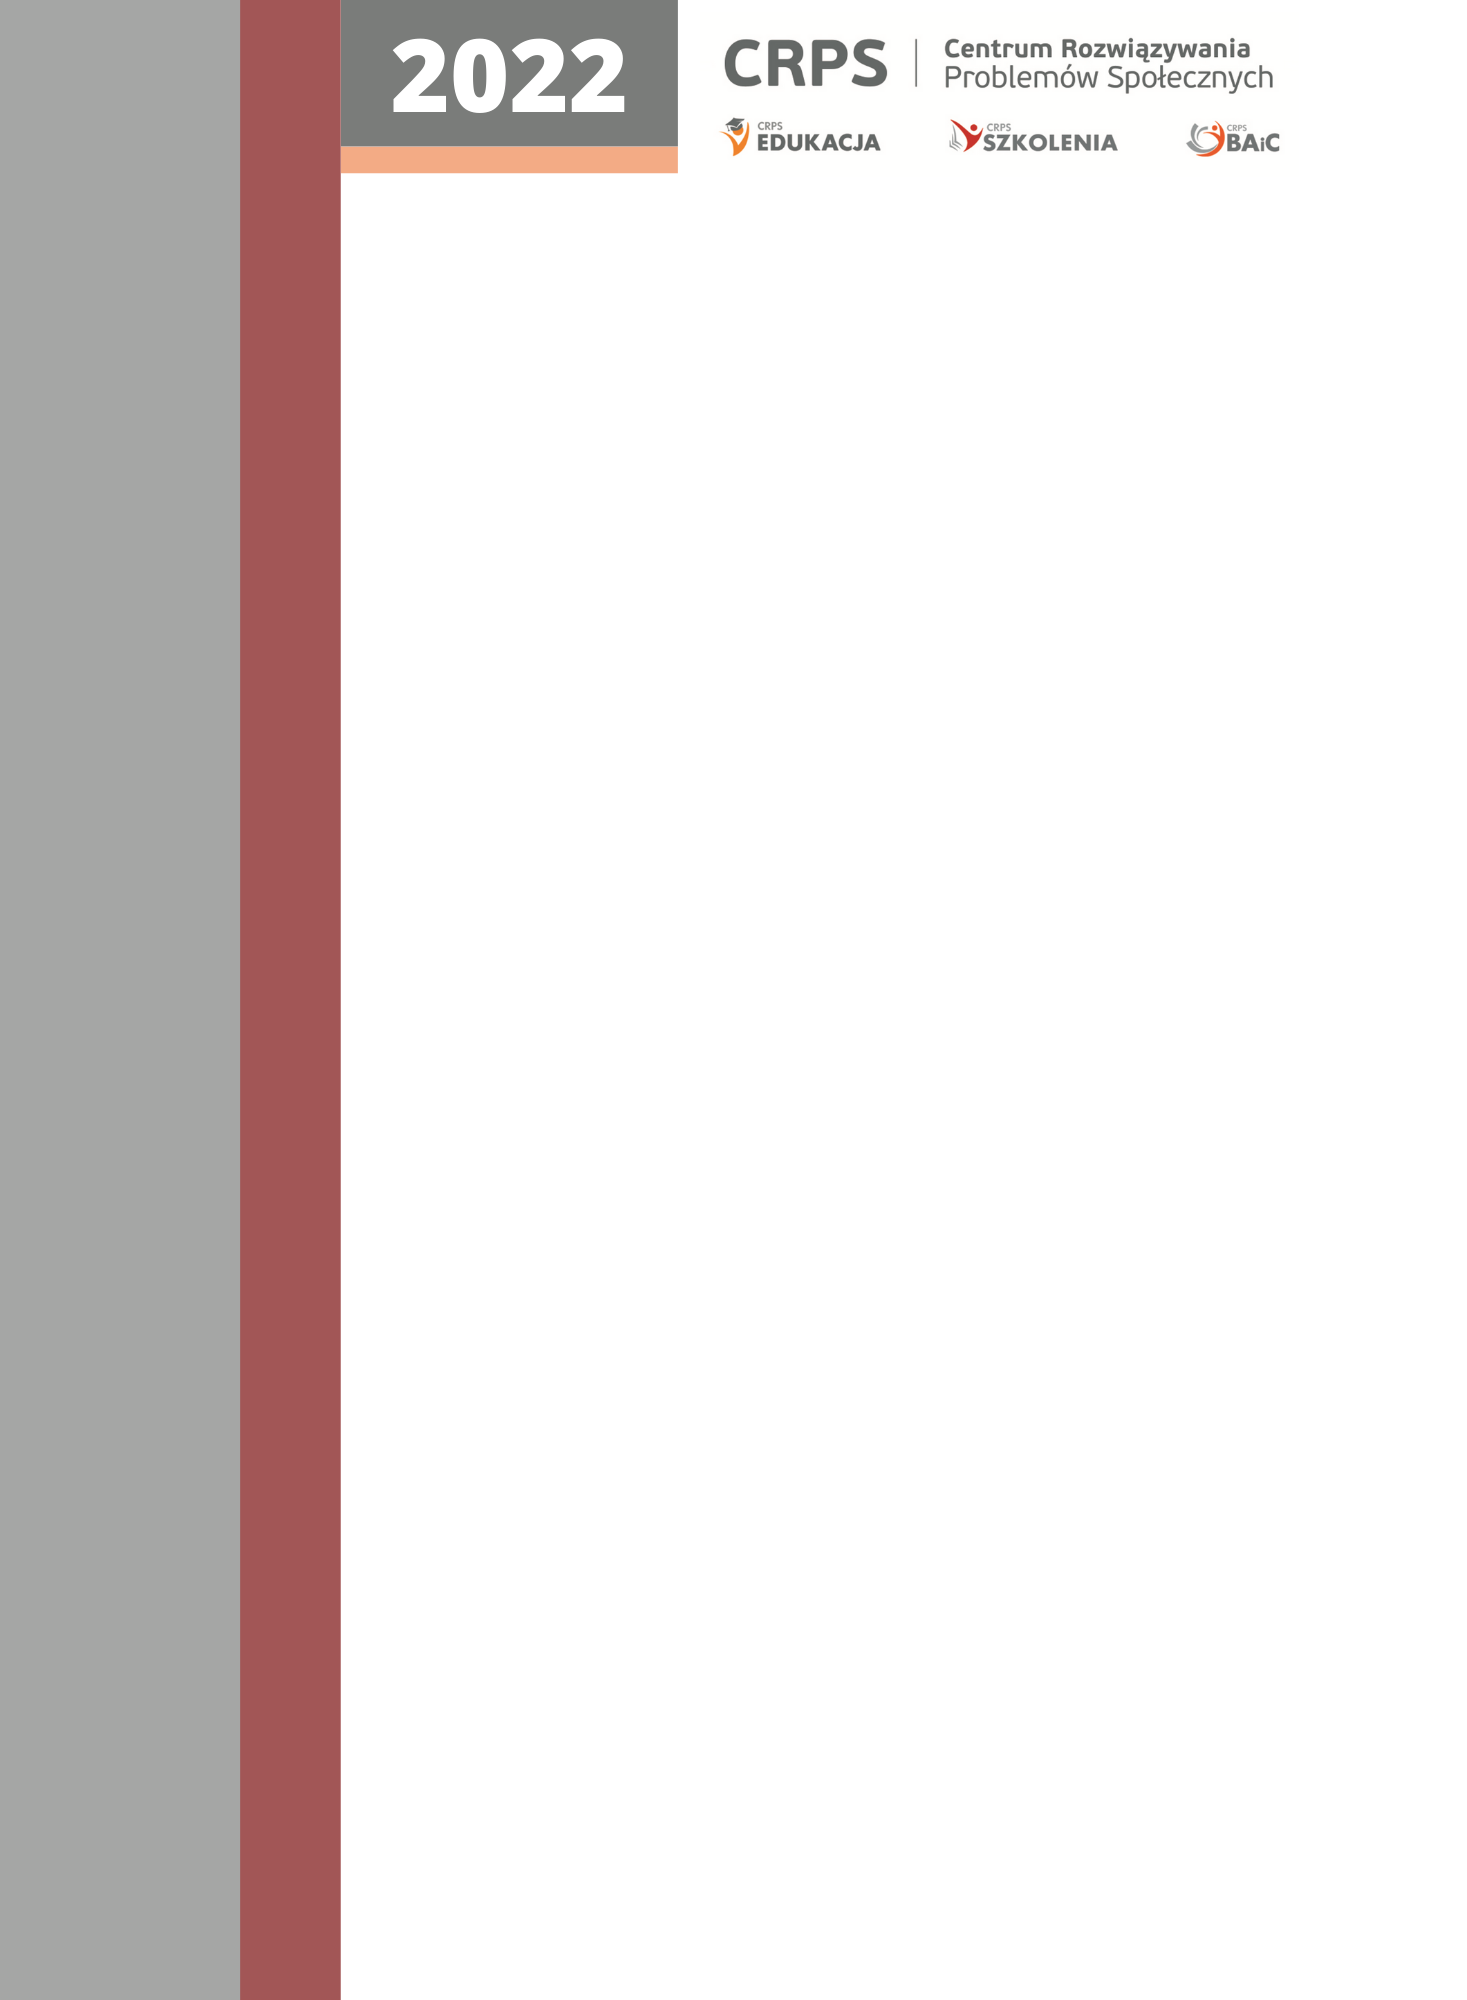 2022
CRPS
Centrum Rozwiązywania
Problemów Społecznych
CRPS
EDUKACJA
CRPS
SZKOLENIA
CRPS
BAiC